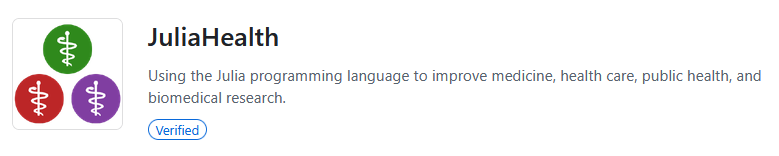 JuliaHealth
Using the Julia programming language to improve medicine, health care, public health, and
biomedical research.
Verified